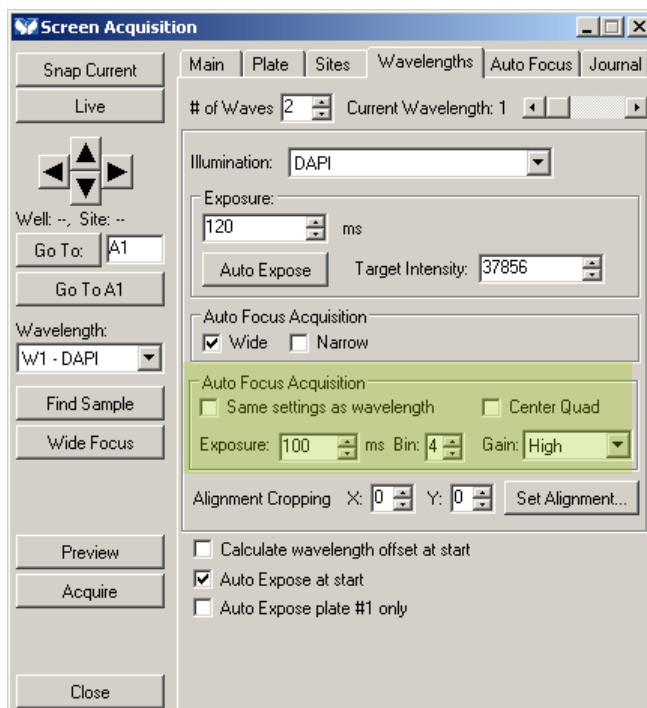 Screen Acquisition
Snap Current
Live
Well: --, Site: --
Go To: A1
Go To A1
Wavelength:
W1 - DAPI
Find Sample
Wide Focus
Preview
Acquire
Close
Main Plate Sites Wavelengths Auto Focus Journal
# of Waves 2 Current Wavelength: 1
Illumination: DAPI
Exposure:
120 ms
Auto Expose Target Intensity: 37856
Auto Focus Acquisition
Wide Narrow
Auto Focus Acquisition
Same settings as wavelength Center Quad
Exposure: 100 ms Bin: 4 Gain: High
Alignment Cropping X: 0 Y: 0 Set Alignment...
Calculate wavelength offset at start
Auto Expose at start
Auto Expose plate #1 only